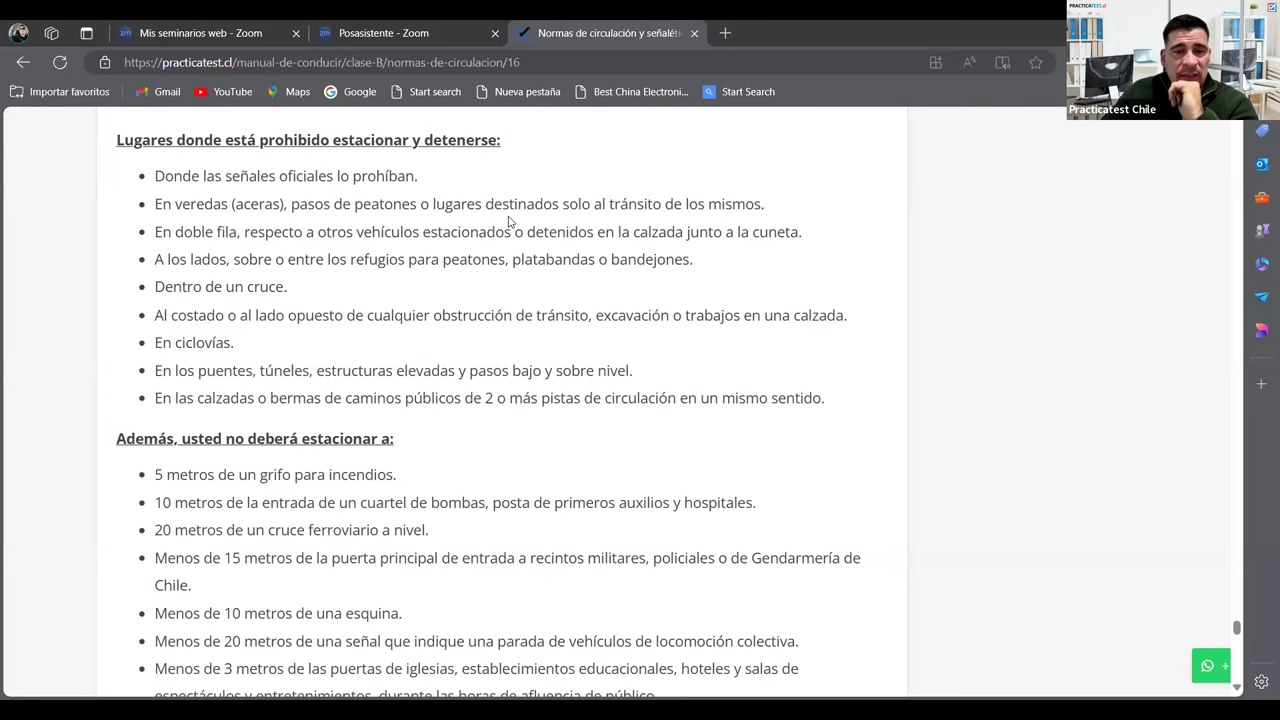 Mis seminarios web - Zoom
Posasistente - Zoom
Normas de circulación y señaléti
PRACTICATEST.cl
https://practicatest.cl/manual-de-conducir/clase-B/normas-de-circulacion/16
Importar favoritos
Gmail
YouTube
Maps
Google
Start search
Nueva pestaña
Best China Electroni...
Start Search
Practicatest Chile
Lugares donde está prohibido estacionar y detenerse:
Donde las señales oficiales lo prohíban.
En veredas (aceras), pasos de peatones o lugares destinados solo al tránsito de los mismos.
En doble fila, respecto a otros vehículos estacionados o detenidos en la calzada junto a la cuneta.
A los lados, sobre o entre los refugios para peatones, platabandas o bandejones.
Dentro de un cruce.
Al costado o al lado opuesto de cualquier obstrucción de tránsito, excavación o trabajos en una calzada.
En ciclovías.
En los puentes, túneles, estructuras elevadas y pasos bajo y sobre nivel.
En las calzadas o bermas de caminos públicos de 2 o más pistas de circulación en un mismo sentido.
Además, usted no deberá estacionar a:
5 metros de un grifo para incendios.
10 metros de la entrada de un cuartel de bombas, posta de primeros auxilios y hospitales.
20 metros de un cruce ferroviario a nivel.
Menos de 15 metros de la puerta principal de entrada a recintos militares, policiales o de Gendarmería de
Chile.
Menos de 10 metros de una esquina.
Menos de 20 metros de una señal que indique una parada de vehículos de locomoción colectiva.
Menos de 3 metros de las puertas de iglesias, establecimientos educacionales, hoteles y salas de
espectáculos y entretenimientos, durante las horas de afluencia de público.